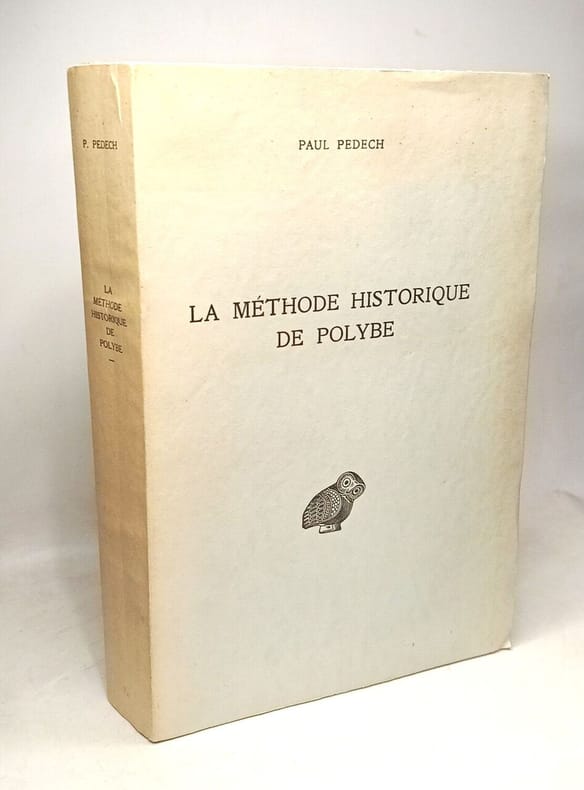 P. PEDECH
LA
MÉTHODE
HISTORIQUE
DE
POLYBE
PAUL PEDECH
LA MÉTHODE HISTORIQUE
DE POLYBE